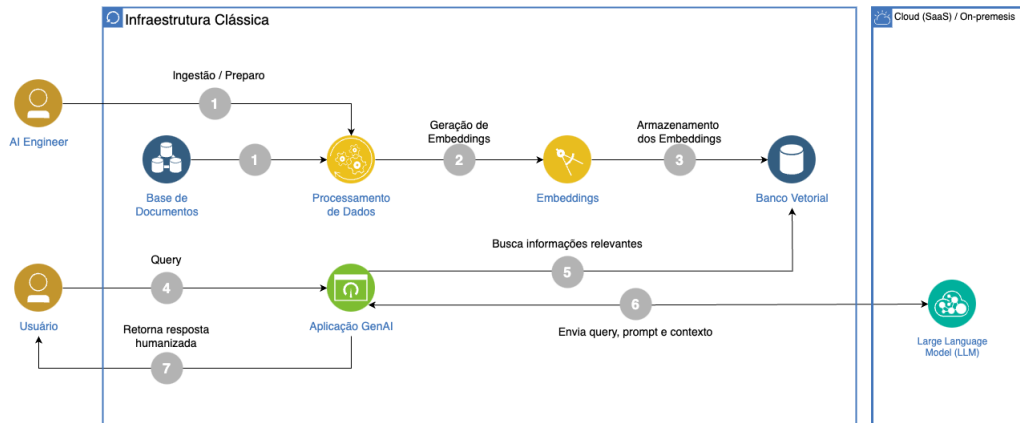 Infraestrutura Clássica
Cloud (SaaS) / On-premesis
Ingestão / Preparo
1
AI Engineer
Geração de
Embeddings
Armazenamento
dos Embeddings
1
2
3
Base de
Documentos
Processamento
de Dados
Embeddings
Banco Vetorial
Query
4
Busca informações relevantes
5
6
Usuário
Aplicação GenAI
Envia query, prompt e contexto
Retorna resposta
humanizada
7
Large Language
Model (LLM)